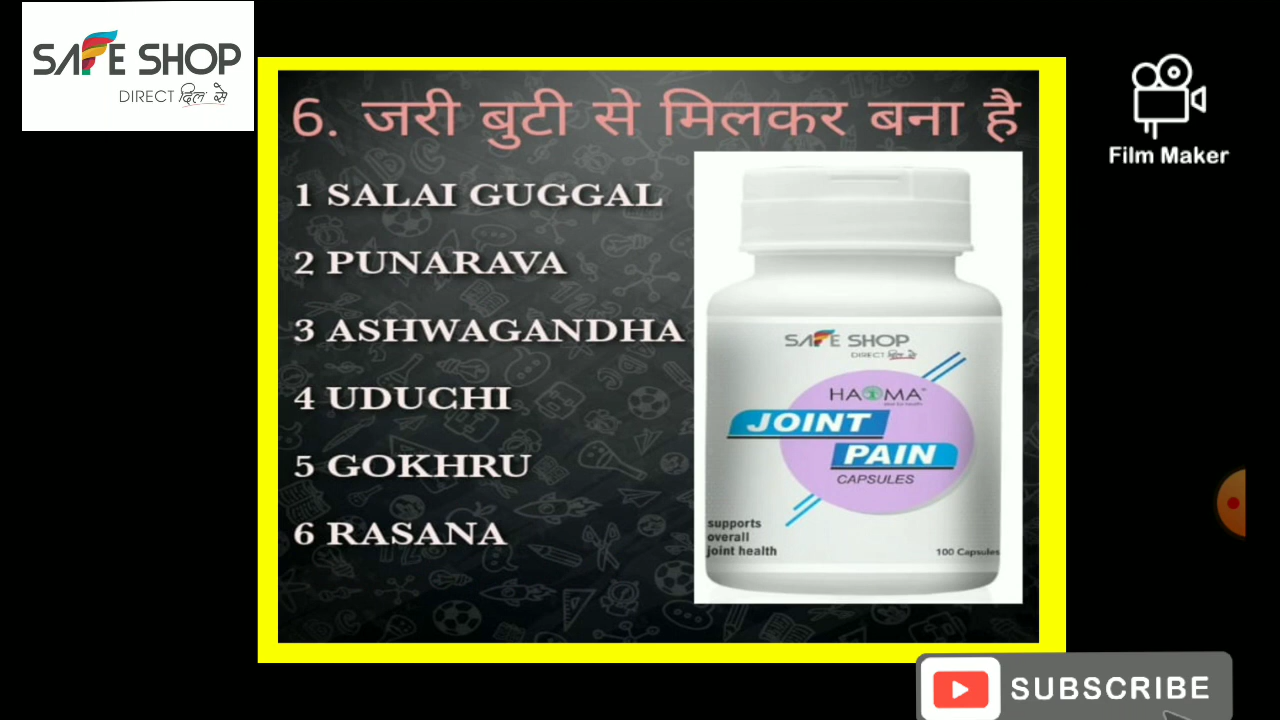 SAFE SHOP
DIRECT दिल से
Film Maker
6. जरी बुटी से मिलकर बना है
1 SALAI GUGGAL
2 PUNARAVA
3 ASHWAGANDHA
4 UDUCHI
5 GOKHRU
6 RASANA
SAFE SHOP
DIRECT दिल से
HAOMA
JOINT
PAIN
CAPSULES
supports
overall
joint health
100 Capsules
SUBSCRIBE